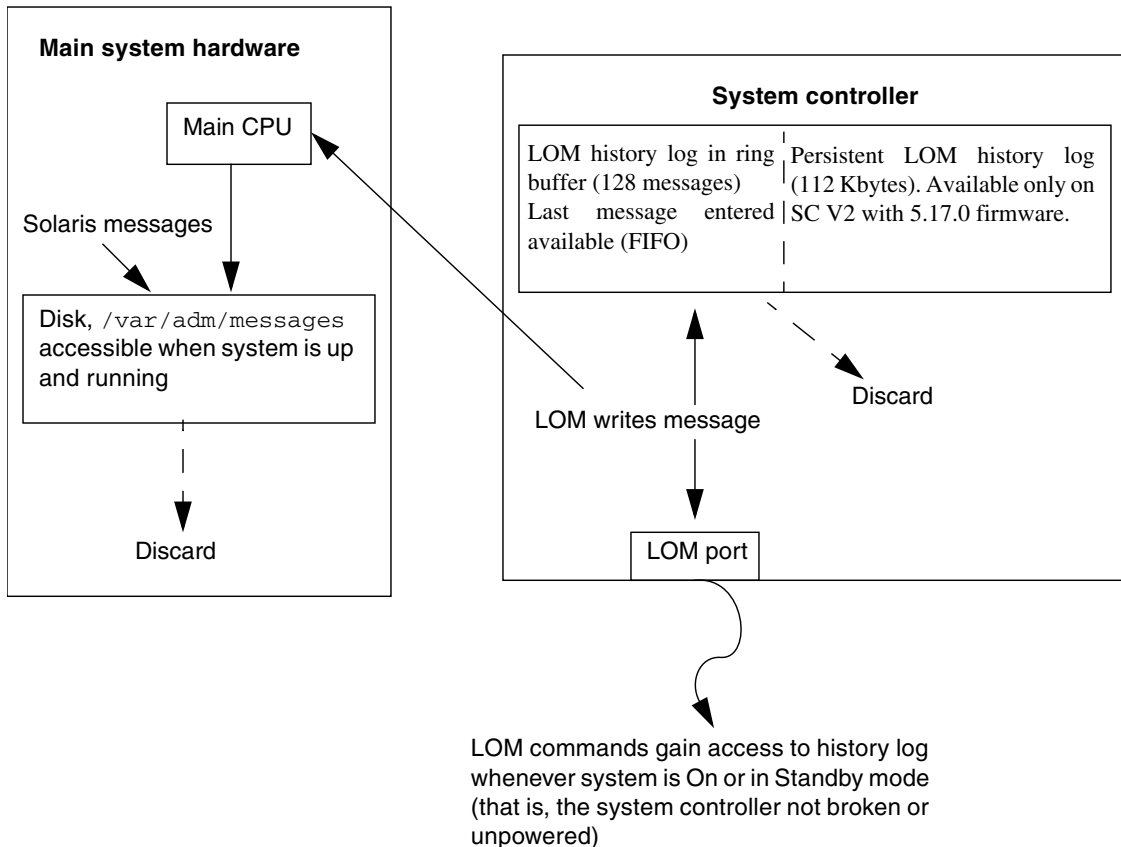 Main system hardware
Main CPU
Solaris messages
Disk, /var/adm/messages
accessible when system is up
and running
Discard
System controller
LOM history log in ring
buffer (128 messages)
Last message entered
available (FIFO)
Persistent LOM history log
(112 Kbytes). Available only on
SC V2 with 5.17.0 firmware.
Discard
LOM writes message
LOM port
LOM commands gain access to history log
whenever system is On or in Standby mode
(that is, the system controller not broken or
unpowered)